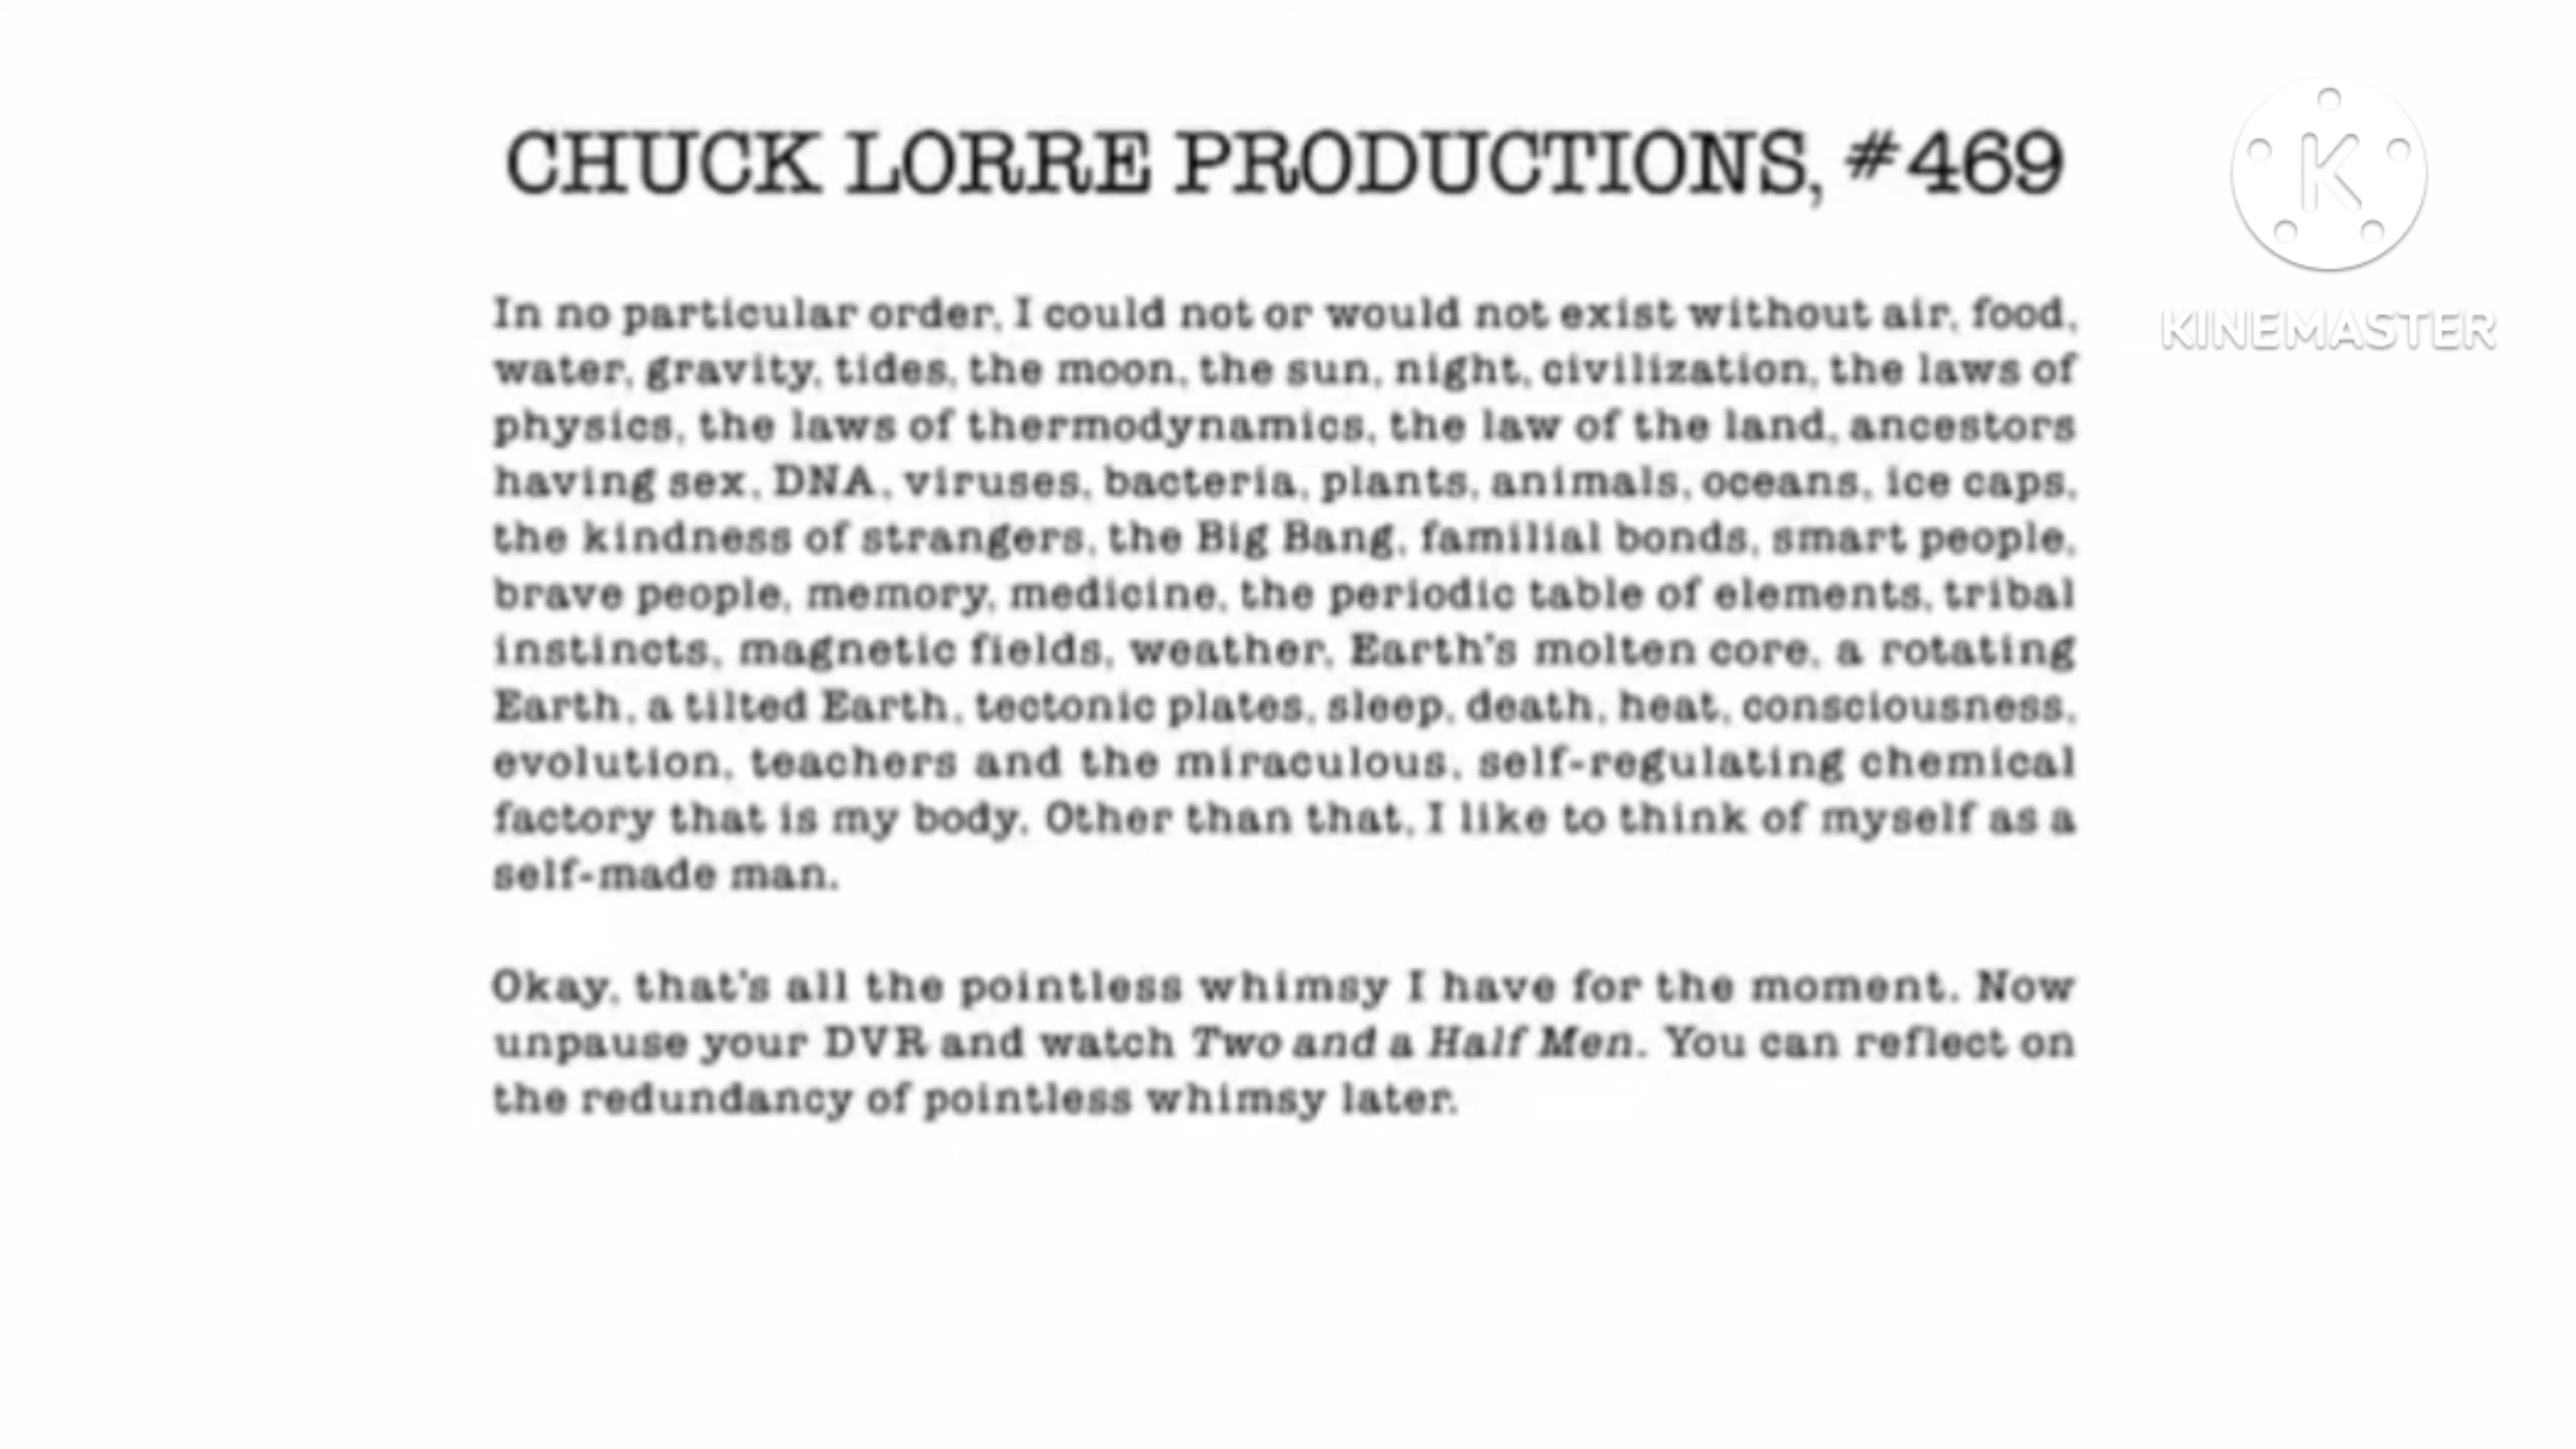 CHUCK LORRE PRODUCTIONS, #469
KINEMASTER
In no particular order, I could not or would not exist without air, food,
water, gravity, tides, the moon, the sun, night, civilization, the laws of
physics, the laws of thermodynamics, the law of the land, ancestors
having sex, DNA, viruses, bacteria, plants, animals, oceans, ice caps,
the kindness of strangers, the Big Bang, familial bonds, smart people,
brave people, memory, medicine, the periodic table of elements, tribal
instincts, magnetic fields, weather, Earth's molten core, a rotating
Earth, a tilted Earth, tectonic plates, sleep, death, heat, consciousness,
evolution, teachers and the miraculous, self-regulating chemical
factory that is my body. Other than that, I like to think of myself as a
self-made man.
Okay, that's all the pointless whimsy I have for the moment. Now
unpause your DVR and watch Two and a Half Men. You can reflect on
the redundancy of pointless whimsy later.